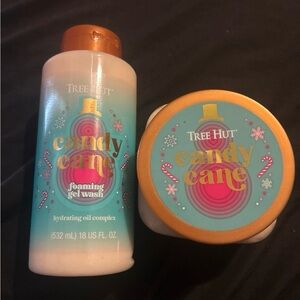 TREE HUT
candy
cane
foaming
gel wash
hydrating oil complex
(532 mL) 18 US FL. OZ.
TREE HUT
candy
cane